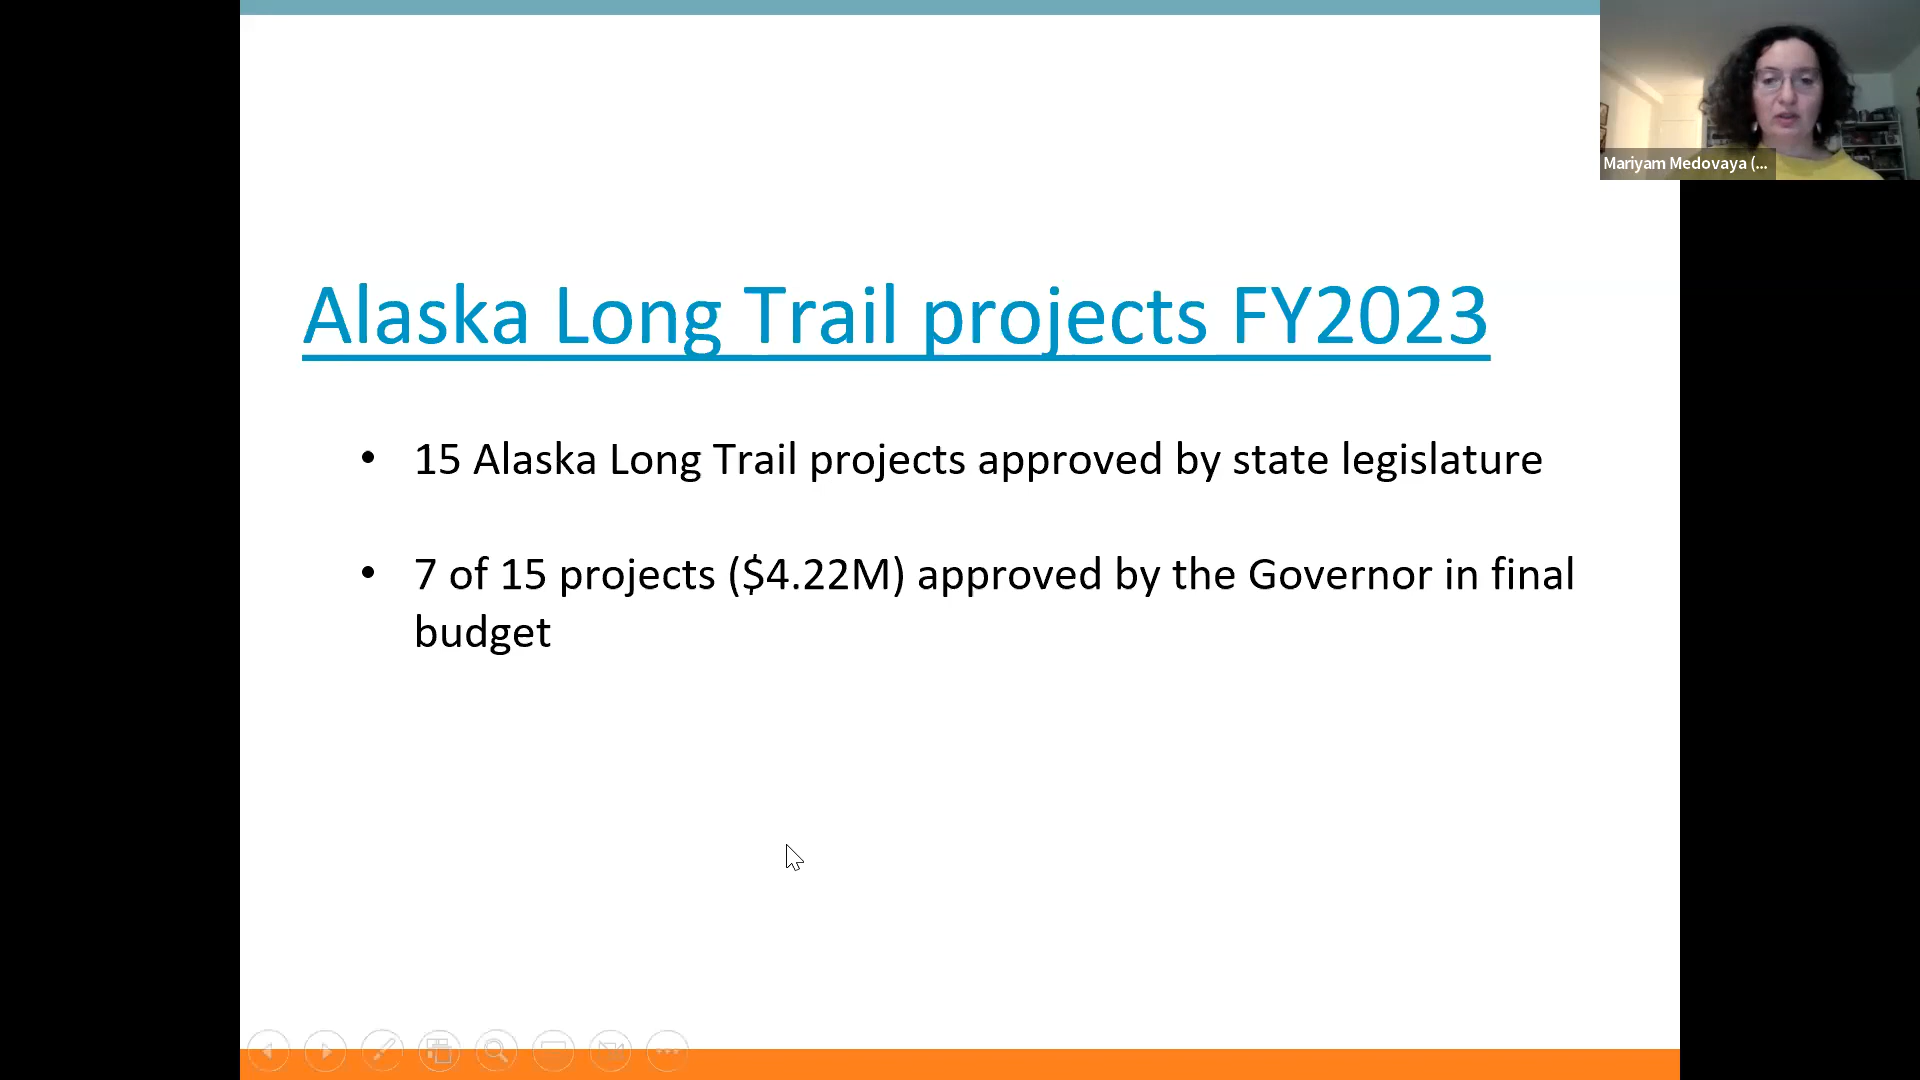 Mariyam Medovaya (...
Alaska Long Trail projects FY2023
• 15 Alaska Long Trail projects approved by state legislature
• 7 of 15 projects ($4.22M) approved by the Governor in final
budget